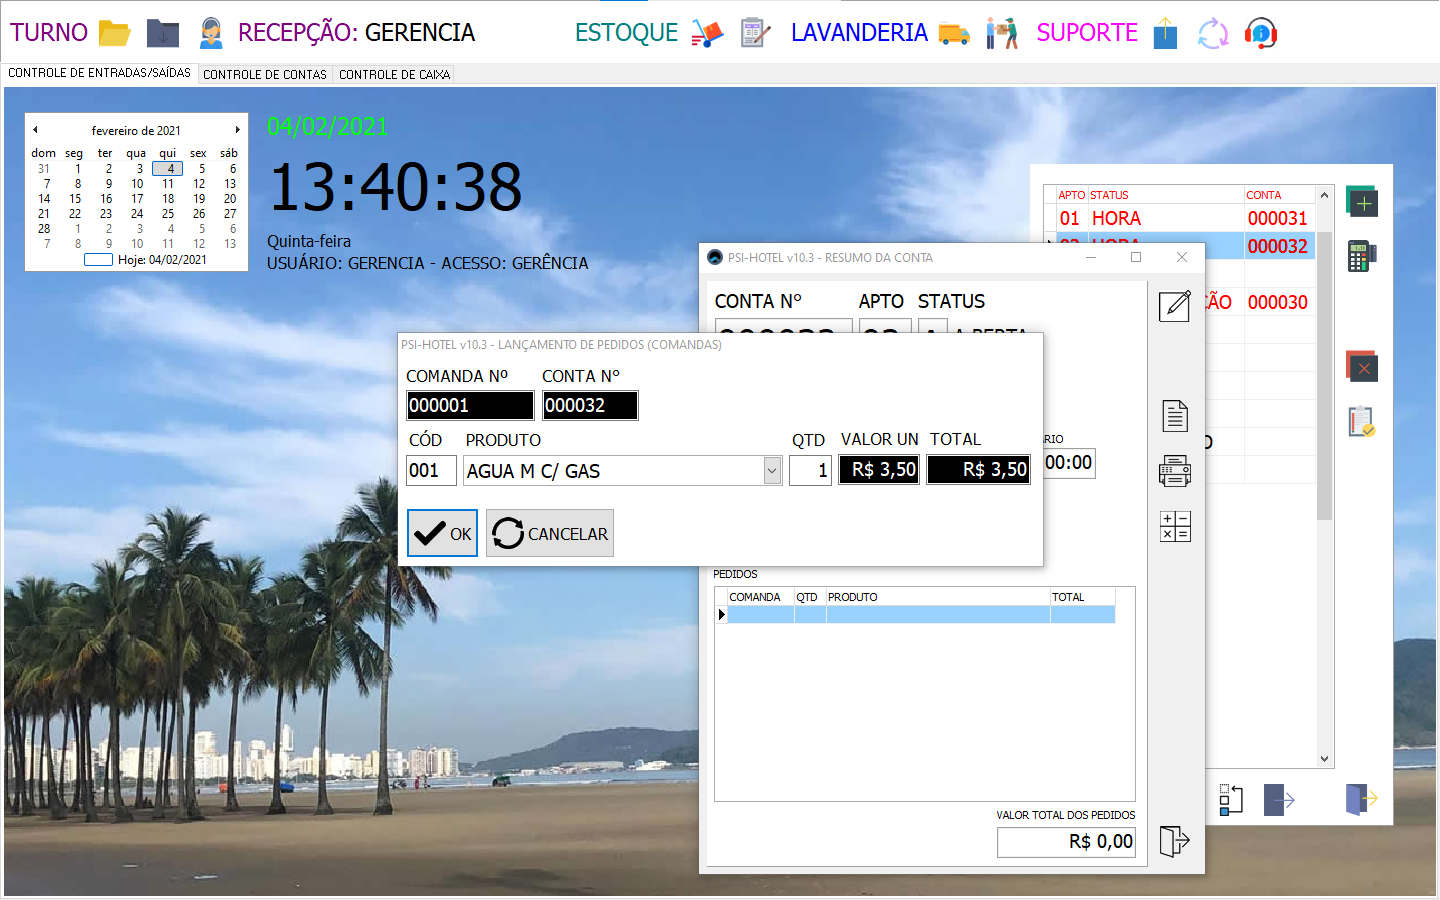 TURNO RECEPÇÃO: GERENCIA ESTOQUE LAVANDERIA SUPORTE
CONTROLE DE ENTRADAS/SAÍDAS CONTROLE DE CONTAS CONTROLE DE CAIXA
fevereiro de 2021
dom seg ter qua qui sex sáb
31 1 2 3 4 5 6
7 8 9 10 11 12 13
14 15 16 17 18 19 20
21 22 23 24 25 26 27
28 1 2 3 4 5 6
7 8 9 10 11 12 13
Hoje: 04/02/2021
04/02/2021
13:40:38
Quinta-feira
USUÁRIO: GERENCIA - ACESSO: GERÊNCIA
APTO STATUS CONTA
01 HORA 000031
000032
ÇÃO 000030
O
PSI-HOTEL v10.3 - RESUMO DA CONTA
CONTA Nº APTO STATUS
RIO
00:00
PSI-HOTEL v10.3 - LANÇAMENTO DE PEDIDOS (COMANDAS)
COMANDA Nº CONTA Nº
000001 000032
CÓD PRODUTO QTD VALOR UN TOTAL
001 AGUA M C/ GAS 1 R$ 3,50 R$ 3,50
OK CANCELAR
PEDIDOS
COMANDA QTD PRODUTO TOTAL
VALOR TOTAL DOS PEDIDOS
R$ 0,00